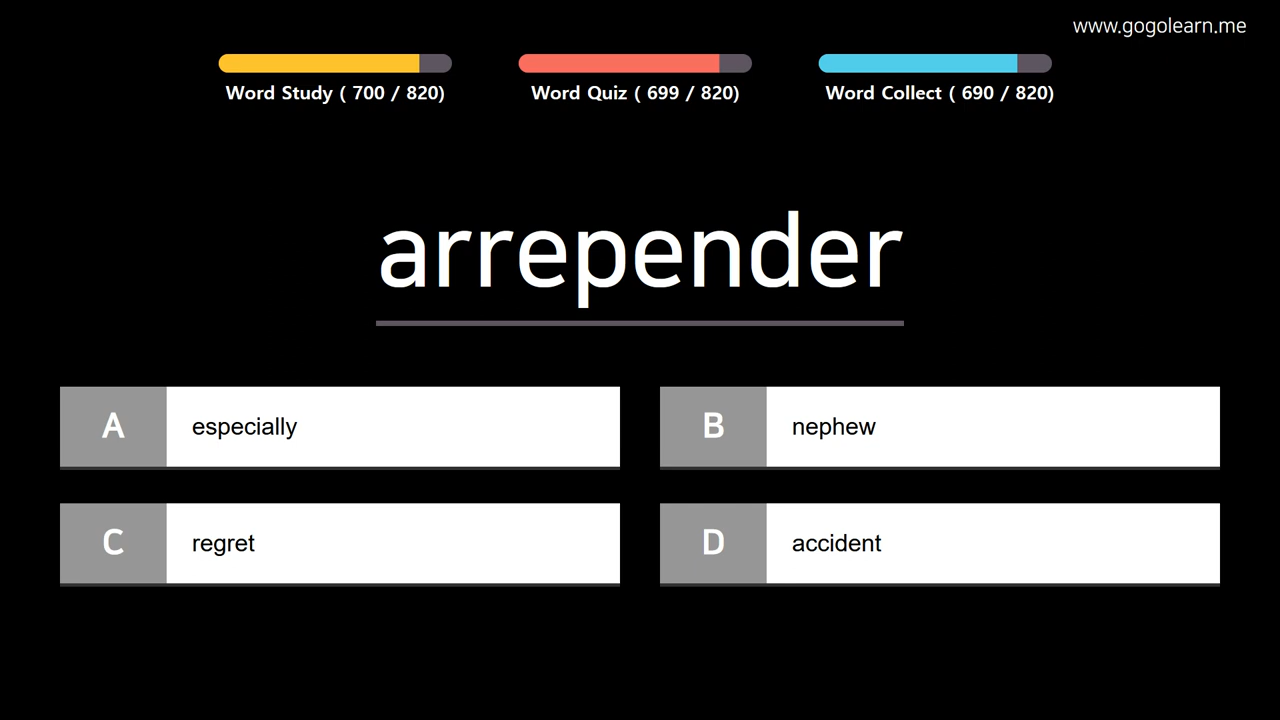 www.gogolearn.me
Word Study ( 700 / 820)
Word Quiz ( 699 / 820)
Word Collect ( 690 / 820)
arrepender
A especially
B nephew
C regret
D accident